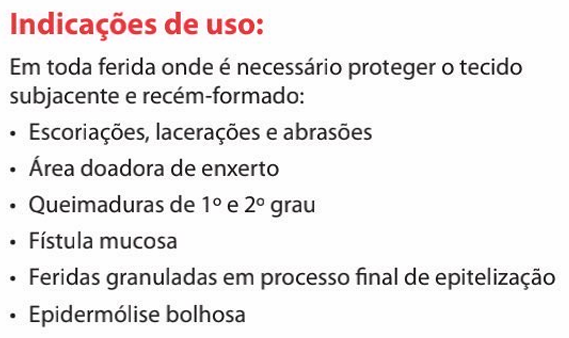 Indicações de uso:
Em toda ferida onde é necessário proteger o tecido
subjacente e recém-formado:
• Escoriações, lacerações e abrasões
• Área doadora de enxerto
• Queimaduras de 1º e 2º grau
• Fístula mucosa
• Feridas granuladas em processo final de epitelização
• Epidermólise bolhosa